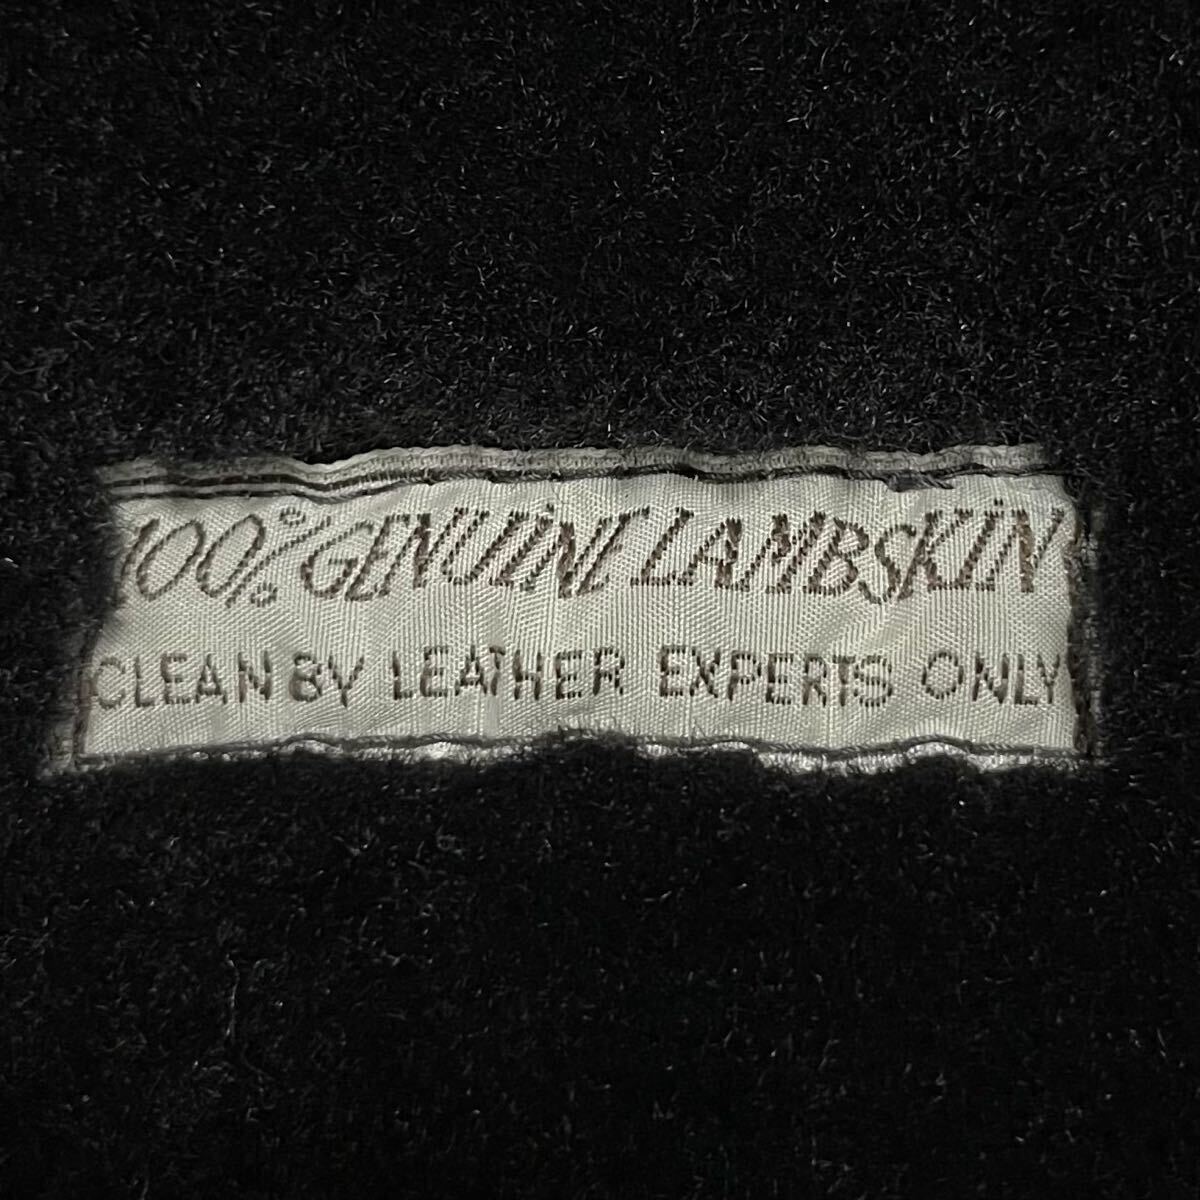 100% GENUiNE LAMBSKiN
CLEAN BY LEATHER EXPERTS ONLY